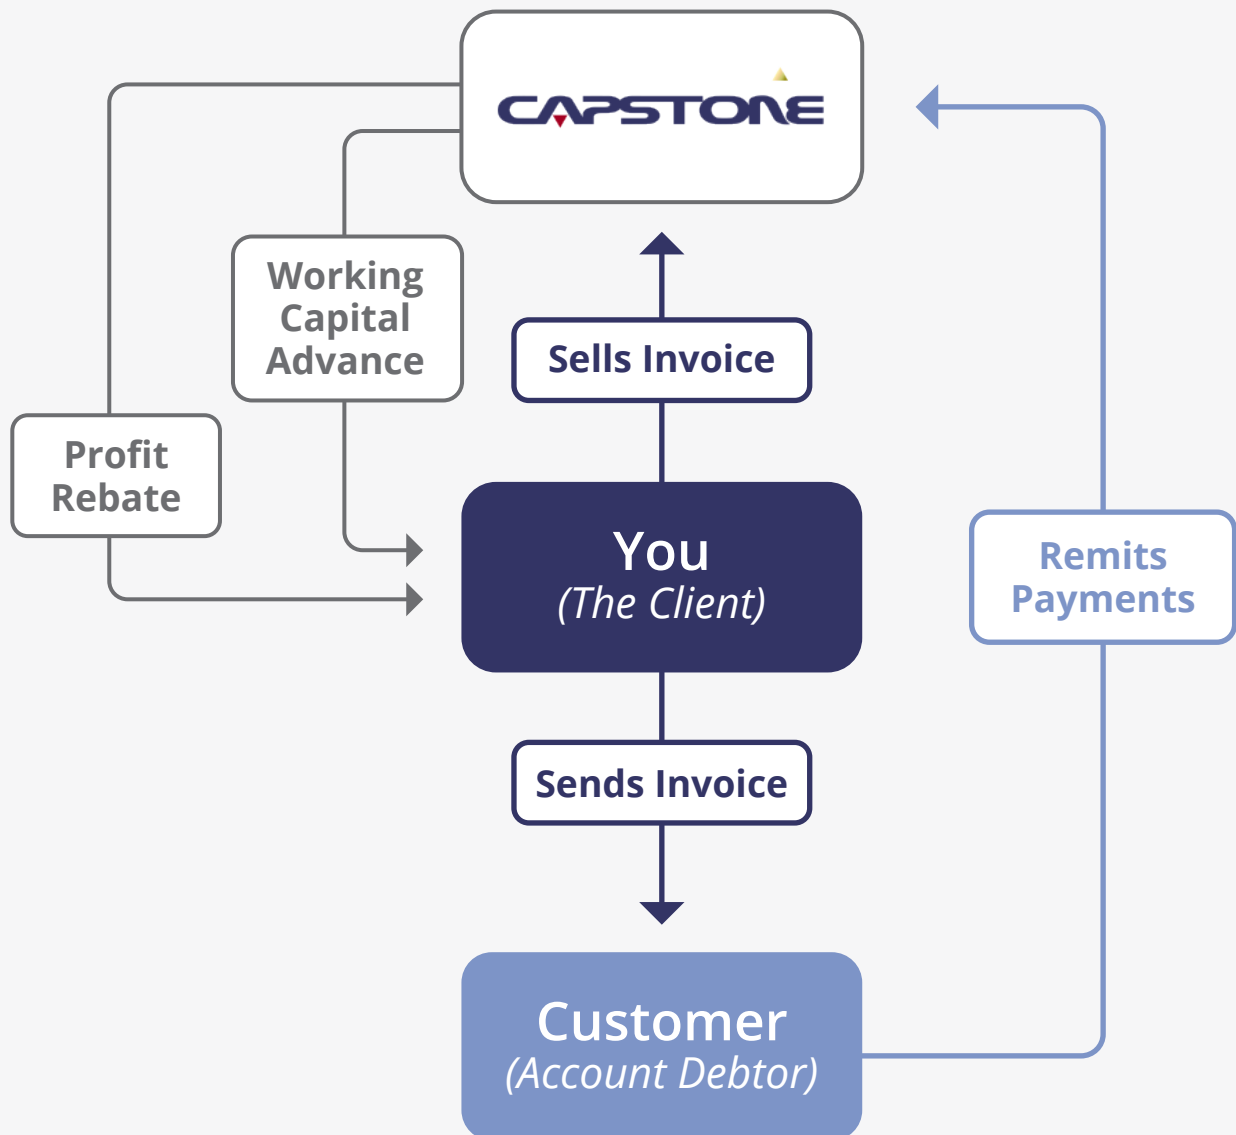 CAPSTONE
Working
Capital
Advance
Sells Invoice
Profit
Rebate
You
(The Client)
Remits
Payments
Sends Invoice
Customer
(Account Debtor)